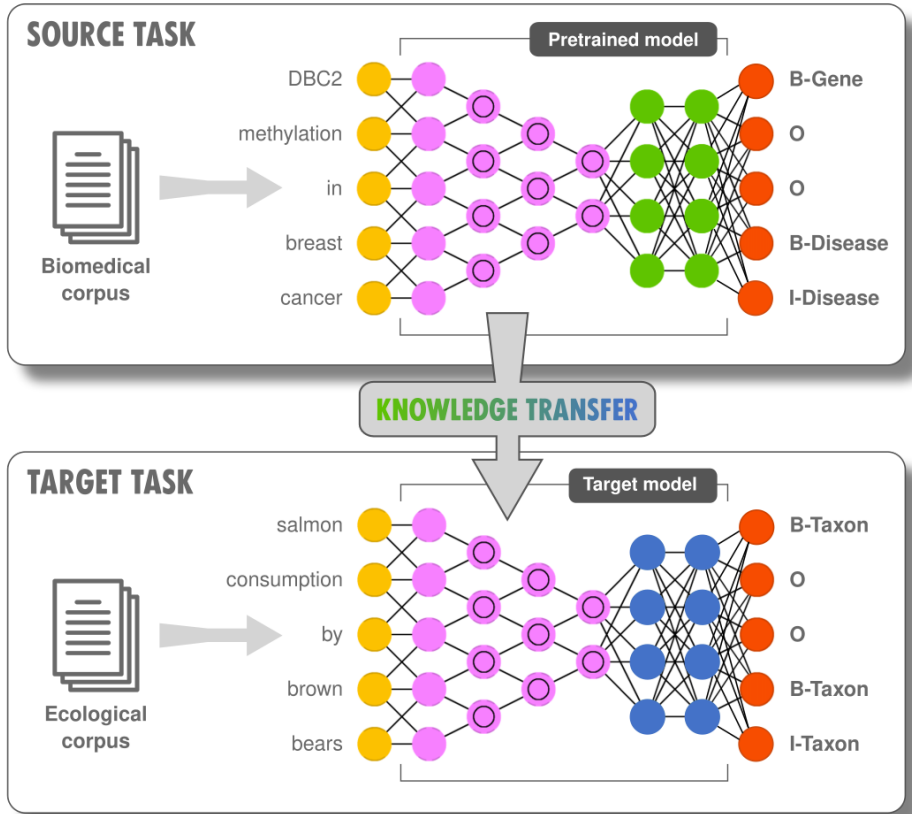 SOURCE TASK
Pretrained model
DBC2
B-Gene
methylation
O
in
O
breast
B-Disease
cancer
I-Disease
Biomedical
corpus
KNOWLEDGE TRANSFER
TARGET TASK
Target model
salmon
B-Taxon
consumption
O
by
O
brown
B-Taxon
bears
I-Taxon
Ecological
corpus